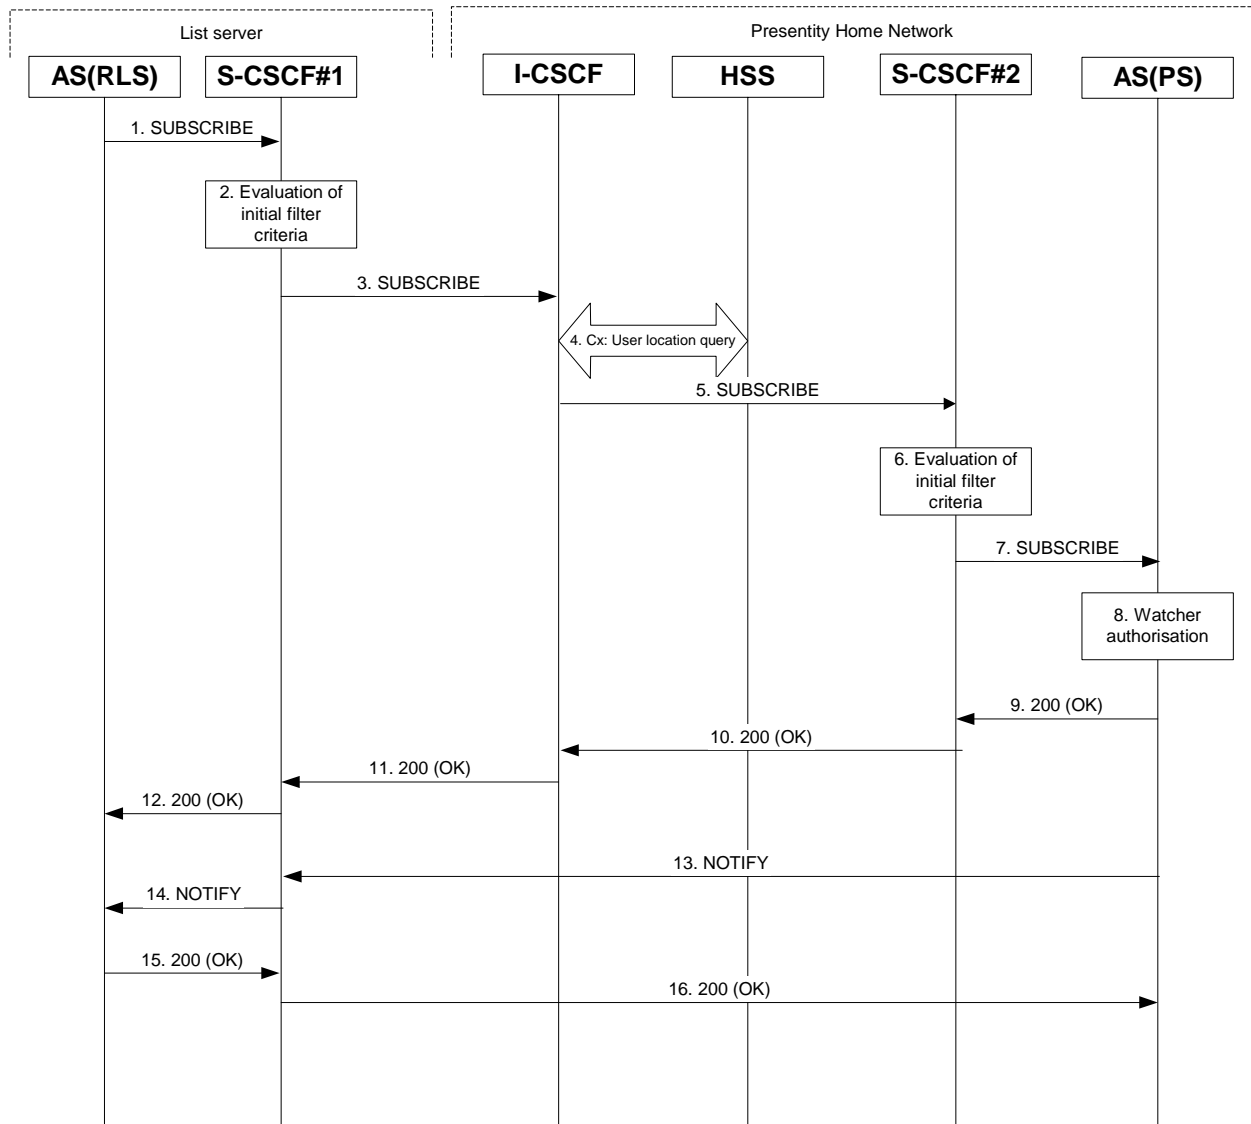 List server
Presentity Home Network
AS(RLS)
S-CSCF#1
I-CSCF
HSS
S-CSCF#2
AS(PS)
1. SUBSCRIBE
2. Evaluation of
initial filter
criteria
3. SUBSCRIBE
4. Cx: User location query
5. SUBSCRIBE
6. Evaluation of
initial filter
criteria
7. SUBSCRIBE
8. Watcher
authorisation
9. 200 (OK)
10. 200 (OK)
11. 200 (OK)
12. 200 (OK)
13. NOTIFY
14. NOTIFY
15. 200 (OK)
16. 200 (OK)